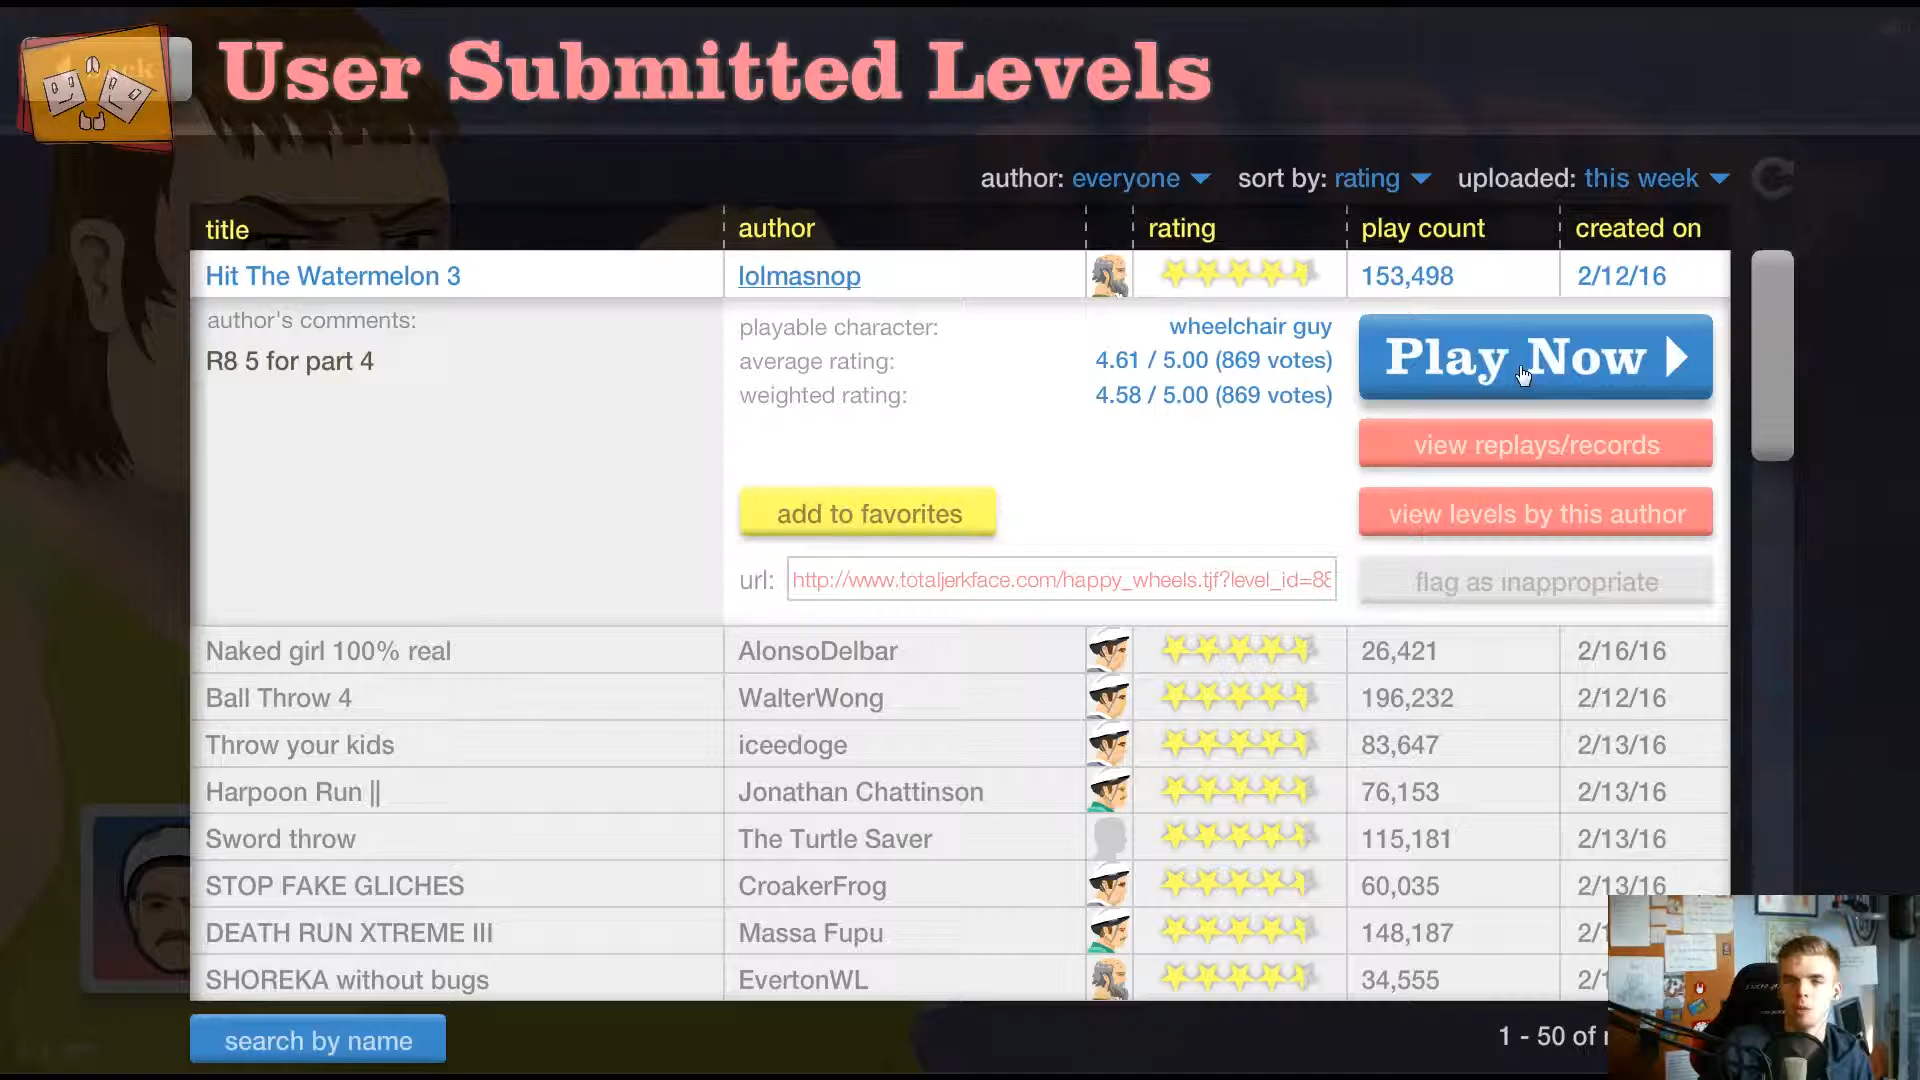 User Submitted Levels
author: everyone sort by: rating uploaded: this week
title author rating play count created on
Hit The Watermelon 3 lolmasnop 153,498 2/12/16
author's comments:
R8 5 for part 4
playable character: wheelchair guy
average rating: 4.61 / 5.00 (869 votes)
weighted rating: 4.58 / 5.00 (869 votes)
Play Now
view replays/records
add to favorites
view levels by this author
url: http://www.totaljerkface.com/happy_wheels.tjf?level_id=88
flag as inappropriate
Naked girl 100% real AlonsoDelbar 26,421 2/16/16
Ball Throw 4 WalterWong 196,232 2/12/16
Throw your kids iceedoge 83,647 2/13/16
Harpoon Run || Jonathan Chattinson 76,153 2/13/16
Sword throw The Turtle Saver 115,181 2/13/16
STOP FAKE GLICHES CroakerFrog 60,035 2/13/16
DEATH RUN XTREME III Massa Fupu 148,187 2/1
SHOREKA without bugs EvertonWL 34,555 2/1
search by name
1 - 50 of